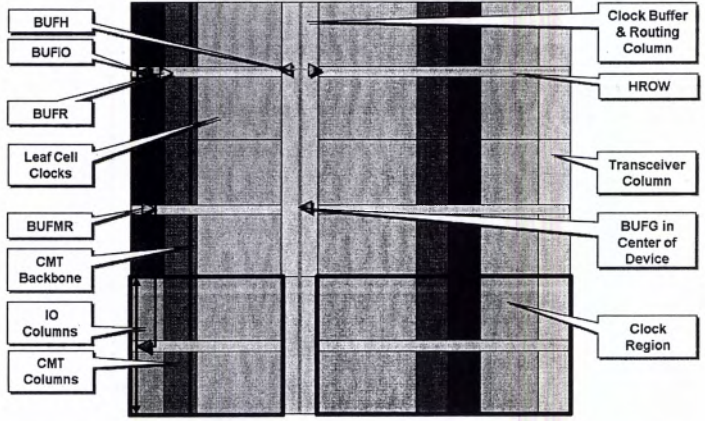 BUFH
BUFIO
BUFR
Leaf Cell
Clocks
BUFMR
CMT
Backbone
IO
Columns
CMT
Columns
Clock Buffer
& Routing
Column
HROW
Transceiver
Column
BUFG in
Center of
Device
Clock
Region